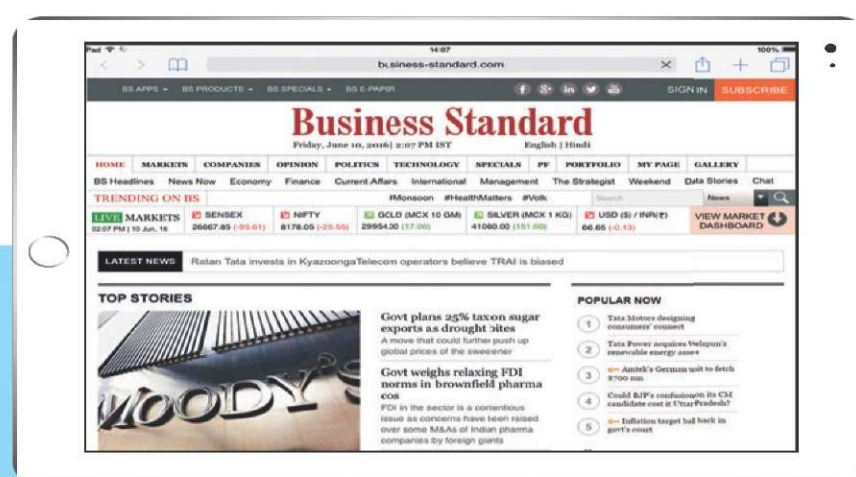 Pad 14:07 100%
business-standard.com
BS APPS BS PRODUCTS BS SPECIALS BS E-PAPER SIGN IN SUBSCRIBE
Business Standard
Friday, June 10, 2016| 2:07 PM IST English | Hindi
HOME MARKETS COMPANIES OPINION POLITICS TECHNOLOGY SPECIALS PF PORTFOLIO MY PAGE GALLERY
BS Headlines News Now Economy Finance Current Affairs International Management The Strategist Weekend Data Stories Chat
TRENDING ON BS #Monsoon #HealthMatters #Volk Search News
LIVE MARKETS SENSEX NIFTY GOLD (MCX 10 GM) SILVER (MCX 1 KG) USD ($) / INR(₹) VIEW MARKET
02:07 PM | 10 Jun, 16 26667.85 (-95.61) 8178.05 (-25.55) 29954.00 (17.00) 41060.00 (151.00) 66.65 (-0.13) DASHBOARD
LATEST NEWS Ratan Tata invests in KyazoongaTelecom operators believe TRAI is biased
TOP STORIES
MOODY'S
Govt plans 25% tax on sugar
exports as drought bites
A move that could further push up
global prices of the sweetener
Govt weighs relaxing FDI
norms in brownfield pharma
cos
FDI in the sector is a contentious
issue as concerns have been raised
over some M&As of Indian pharma
companies by foreign giants
POPULAR NOW
1 Tata Motors designing
consumers' connect
2 Tata Power acquires Welspun's
renewable energy asses
3 Amtek's German unit to fetch
$700 mn
4 Could BJP's confusionon its CM
candidate cost it UttarPradesh?
5 Inflation target bal back in
govt's court